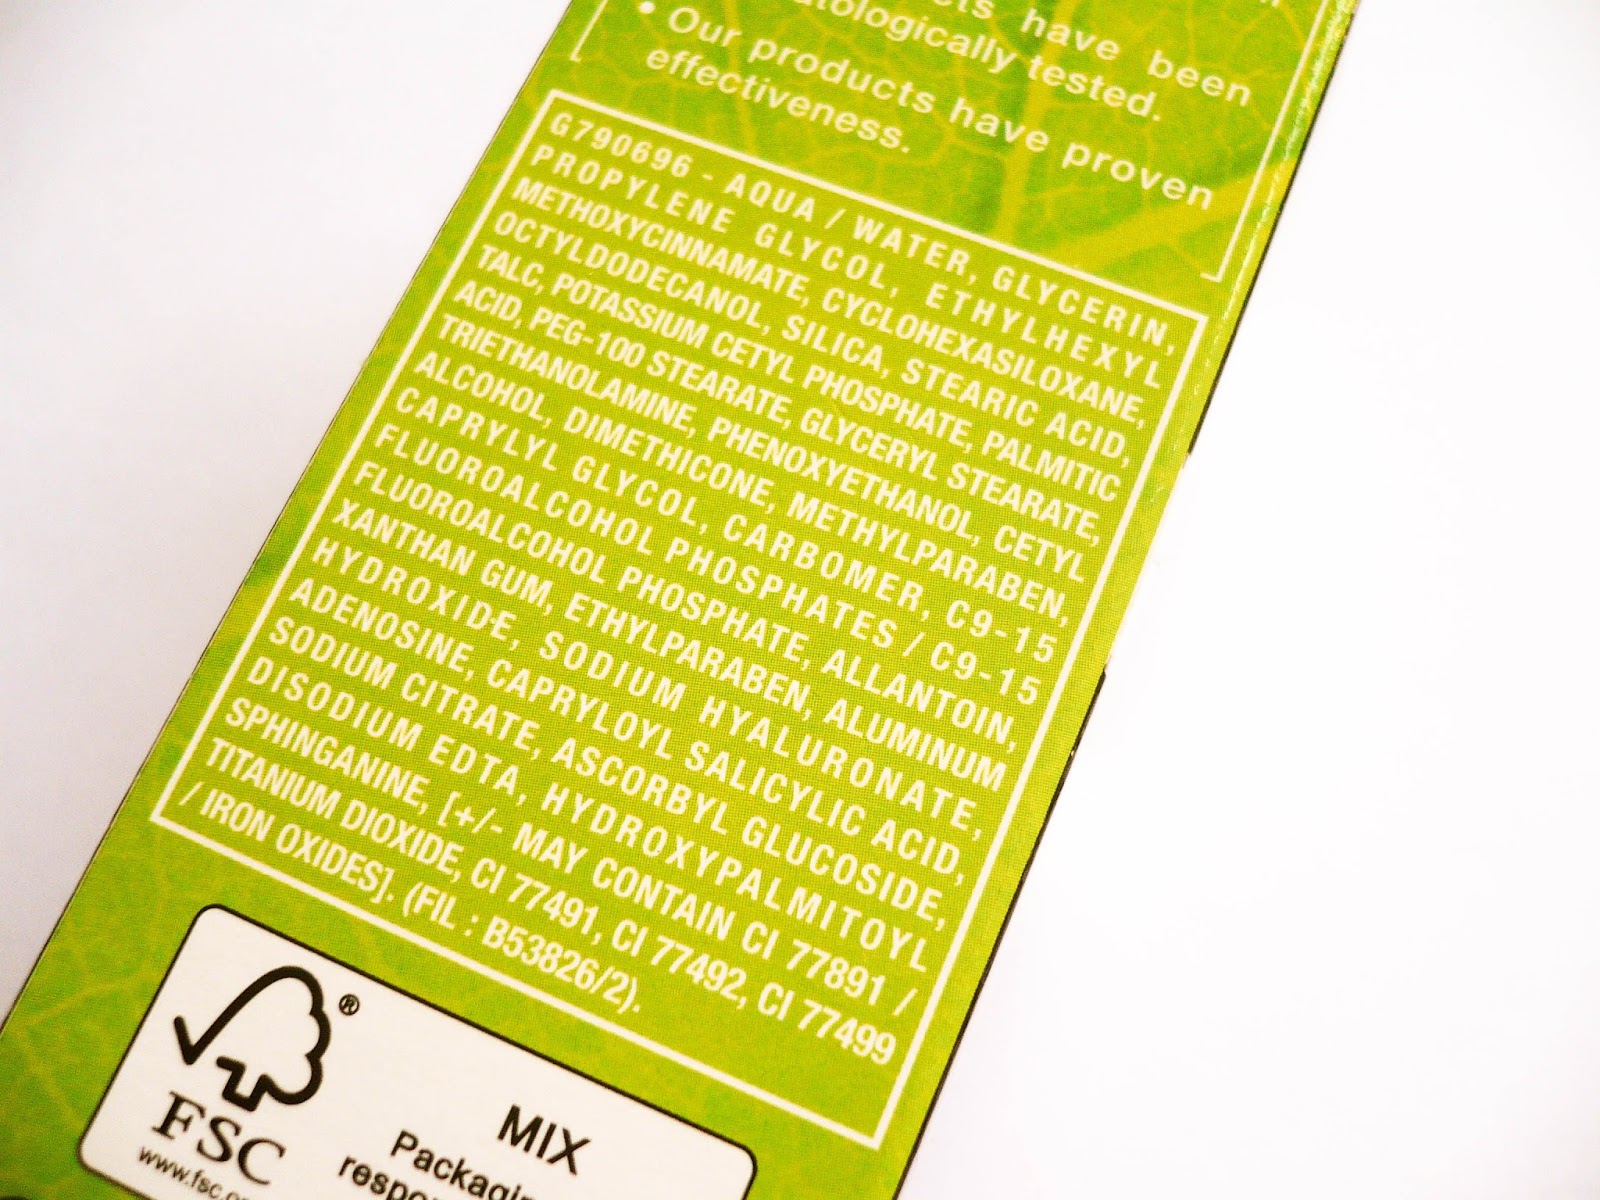 have been
tested.
• Our products have proven
effectiveness.
G790696 - AQUA / WATER, GLYCERIN,
PROPYLENE GLYCOL, ETHYLHEXYL
METHOXYCINNAMATE, CYCLOHEXASILOXANE,
OCTYLDODECANOL, SILICA, STEARIC ACID,
TALC, POTASSIUM CETYL PHOSPHATE, PALMITIC
ACID, PEG-100 STEARATE, GLYCERYL STEARATE,
TRIETHANOLAMINE, PHENOXYETHANOL, CETYL
ALCOHOL, DIMETHICONE, METHYLPARABEN,
CAPRYLYL GLYCOL, CARBOMER, C9-15
FLUOROALCOHOL PHOSPHATES / C9-15
FLUOROALCOHOL PHOSPHATE, ALLANTOIN,
XANTHAN GUM, ETHYLPARABEN, ALUMINUM
HYDROXIDE, SODIUM HYALURONATE,
ADENOSINE, CAPRYLOYL SALICYLIC ACID,
SODIUM CITRATE, ASCORBYL GLUCOSIDE,
DISODIUM EDTA, HYDROXYPALMITOYL
SPHINGANINE, [+/- MAY CONTAIN CI 77891 /
TITANIUM DIOXIDE, CI 77491, CI 77492, CI 77499
/ IRON OXIDES]. (FIL : B53826/2).
®
FSC
MIX